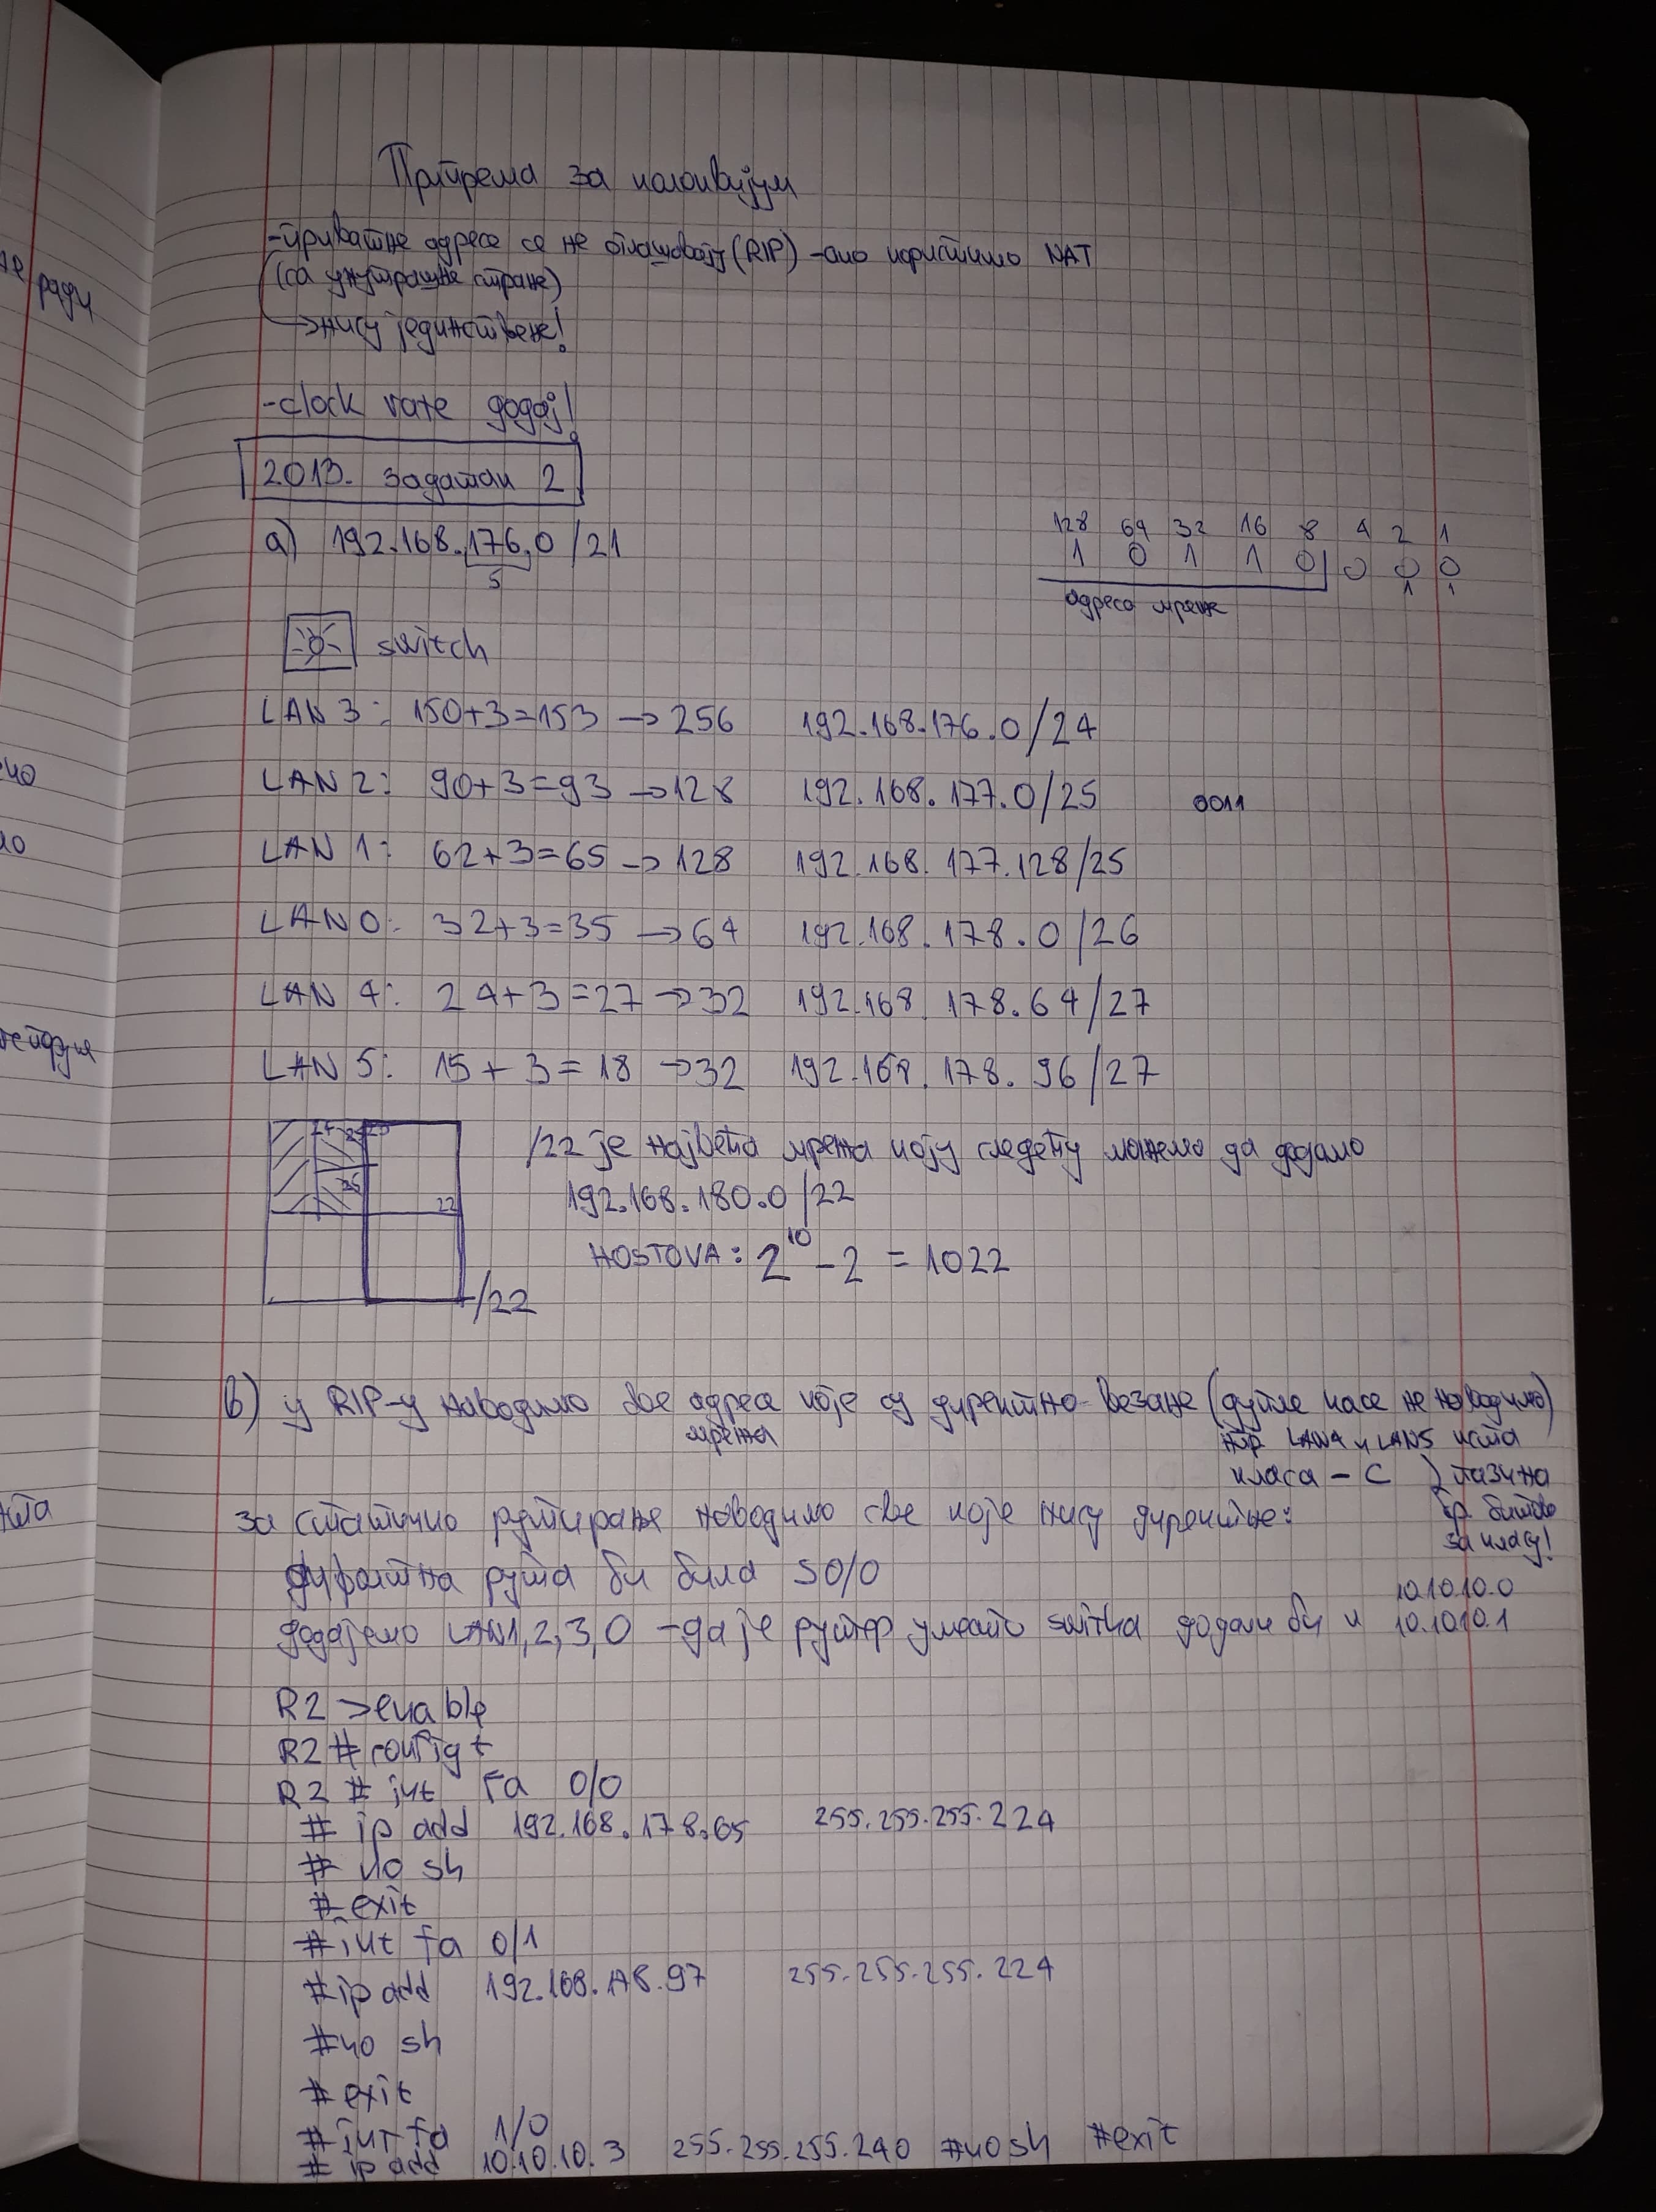 не ради
Припрема за колоквијум
-приватне адресе се не оглашавају (RIP) -ако користимо NAT
(са унутрашње стране)
→нису јединствене!
-clock rate додај!
2013. задатак 2
а) 192.168.176.0/21
5
128 64 32 16 8 4 2 1
1 0 1 1 0 0 0 0
1 1
адреса мреже
switch
LAN 3: 150+3=153 → 256 192.168.176.0/24
LAN 2: 90+3=93 → 128 192.168.177.0/25 0011
LAN 1: 62+3=65 → 128 192.168.177.128/25
LAN 0: 32+3=35 → 64 192.168.178.0/26
LAN 4: 24+3=27 → 32 192.168.178.64/27
LAN 5: 15+3=18 → 32 192.168.178.96/27
/22 је највећа мрежа коју следећу можемо да додамо
192.168.180.0/22
HOSTOVA: 2^10 - 2 = 1022
22
/22
в) у RIP-у наводимо све адресе које су директно везане (дупле класе не наводимо)
мрежа
нпр LAN4 и LAN5 иста
класа - C
за класу!
за статичко рутирање наводимо све које нису директне:
директна рута би била S0/0
додајемо LAN1,2,3,0 -да је рутер уместо switcha додали би и 10.10.10.0
10.10.10.1
R2 >enable
R2 # config t
R2 # int fa 0/0
# ip add 192.168.178.65 255.255.255.224
# no sh
# exit
# int fa 0/1
# ip add 192.168.178.97 255.255.255.224
# no sh
# exit
# int fa 1/0
# ip add 10.10.10.3 255.255.255.240 #no sh #exit